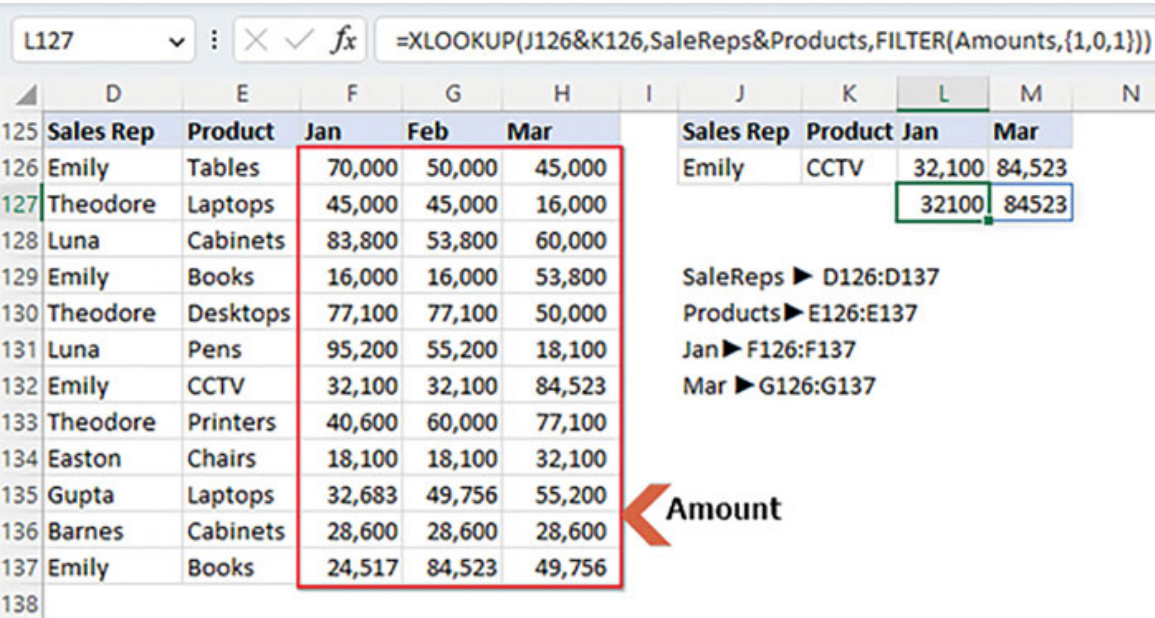 L127 fx =XLOOKUP(J126&K126,SaleReps&Products,FILTER(Amounts,{1,0,1}))
D E F G H I J K L M N
125 Sales Rep Product Jan Feb Mar Sales Rep Product Jan Mar
126 Emily Tables 70,000 50,000 45,000 Emily CCTV 32,100 84,523
127 Theodore Laptops 45,000 45,000 16,000 32100 84523
128 Luna Cabinets 83,800 53,800 60,000
129 Emily Books 16,000 16,000 53,800 SaleReps ► D126:D137
130 Theodore Desktops 77,100 77,100 50,000 Products► E126:E137
131 Luna Pens 95,200 55,200 18,100 Jan►F126:F137
132 Emily CCTV 32,100 32,100 84,523 Mar ►G126:G137
133 Theodore Printers 40,600 60,000 77,100
134 Easton Chairs 18,100 18,100 32,100
135 Gupta Laptops 32,683 49,756 55,200 Amount
136 Barnes Cabinets 28,600 28,600 28,600
137 Emily Books 24,517 84,523 49,756
138